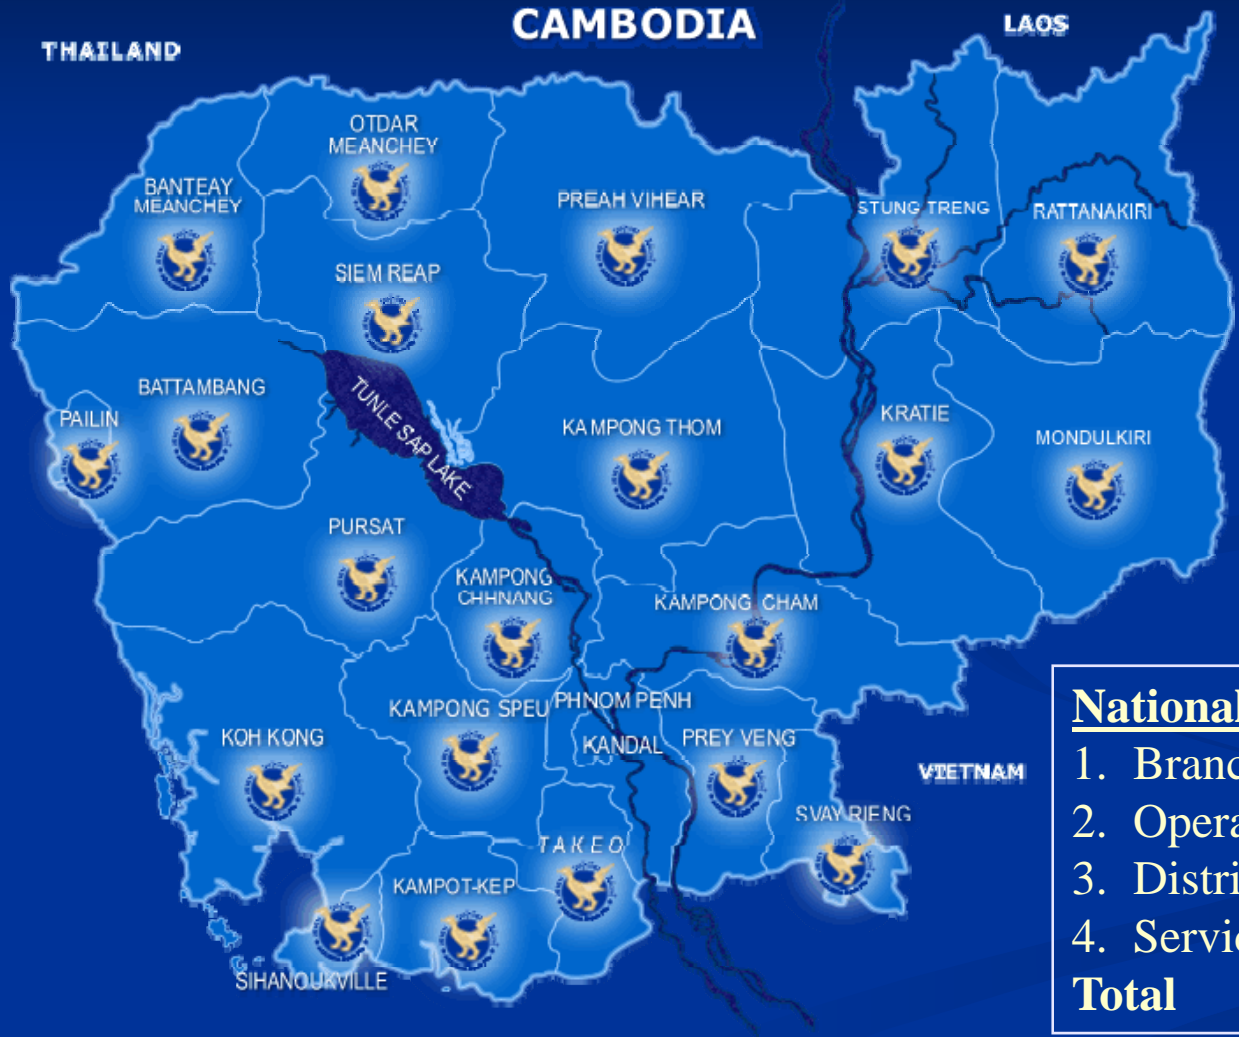 CAMBODIA
LAOS
THAILAND
OTDAR
MEANCHEY
BANTEAY
MEANCHEY
PREAH VIHEAR
STUNG TRENG
RATTANAKIRI
SIEM REAP
BATTAMBANG
TUNLE SAP LAKE
PAILIN
KAMPONG THOM
KRATIE
MONDULKIRI
PURSAT
KAMPONG
CHHNANG
KAMPONG CHAM
KAMPONG SPEU
PHNOM PENH
KOH KONG
KANDAL
PREY VENG
VIETNAM
SVAY RIENG
TAKEO
KAMPOT-KEP
SIHANOUKVILLE
National
1. Branc
2. Opera
3. Distri
4. Servic
Total